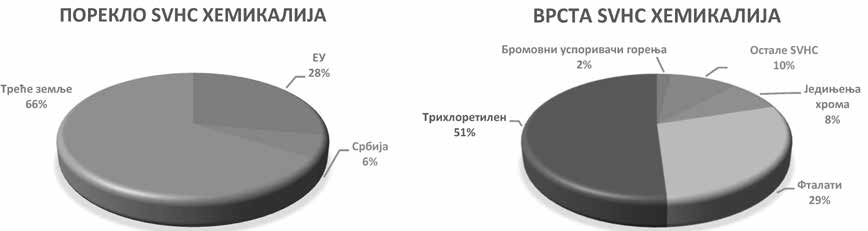 ПОРЕКЛО SVHC ХЕМИКАЛИЈА
ЕУ
28%
Треће земље
66%
Србија
6%
ВРСТА SVHC ХЕМИКАЛИЈА
Бромовни успоривачи горења
2%
Остале SVHC
10%
Једињења
хрома
8%
Трихлоретилен
51%
Фталати
29%